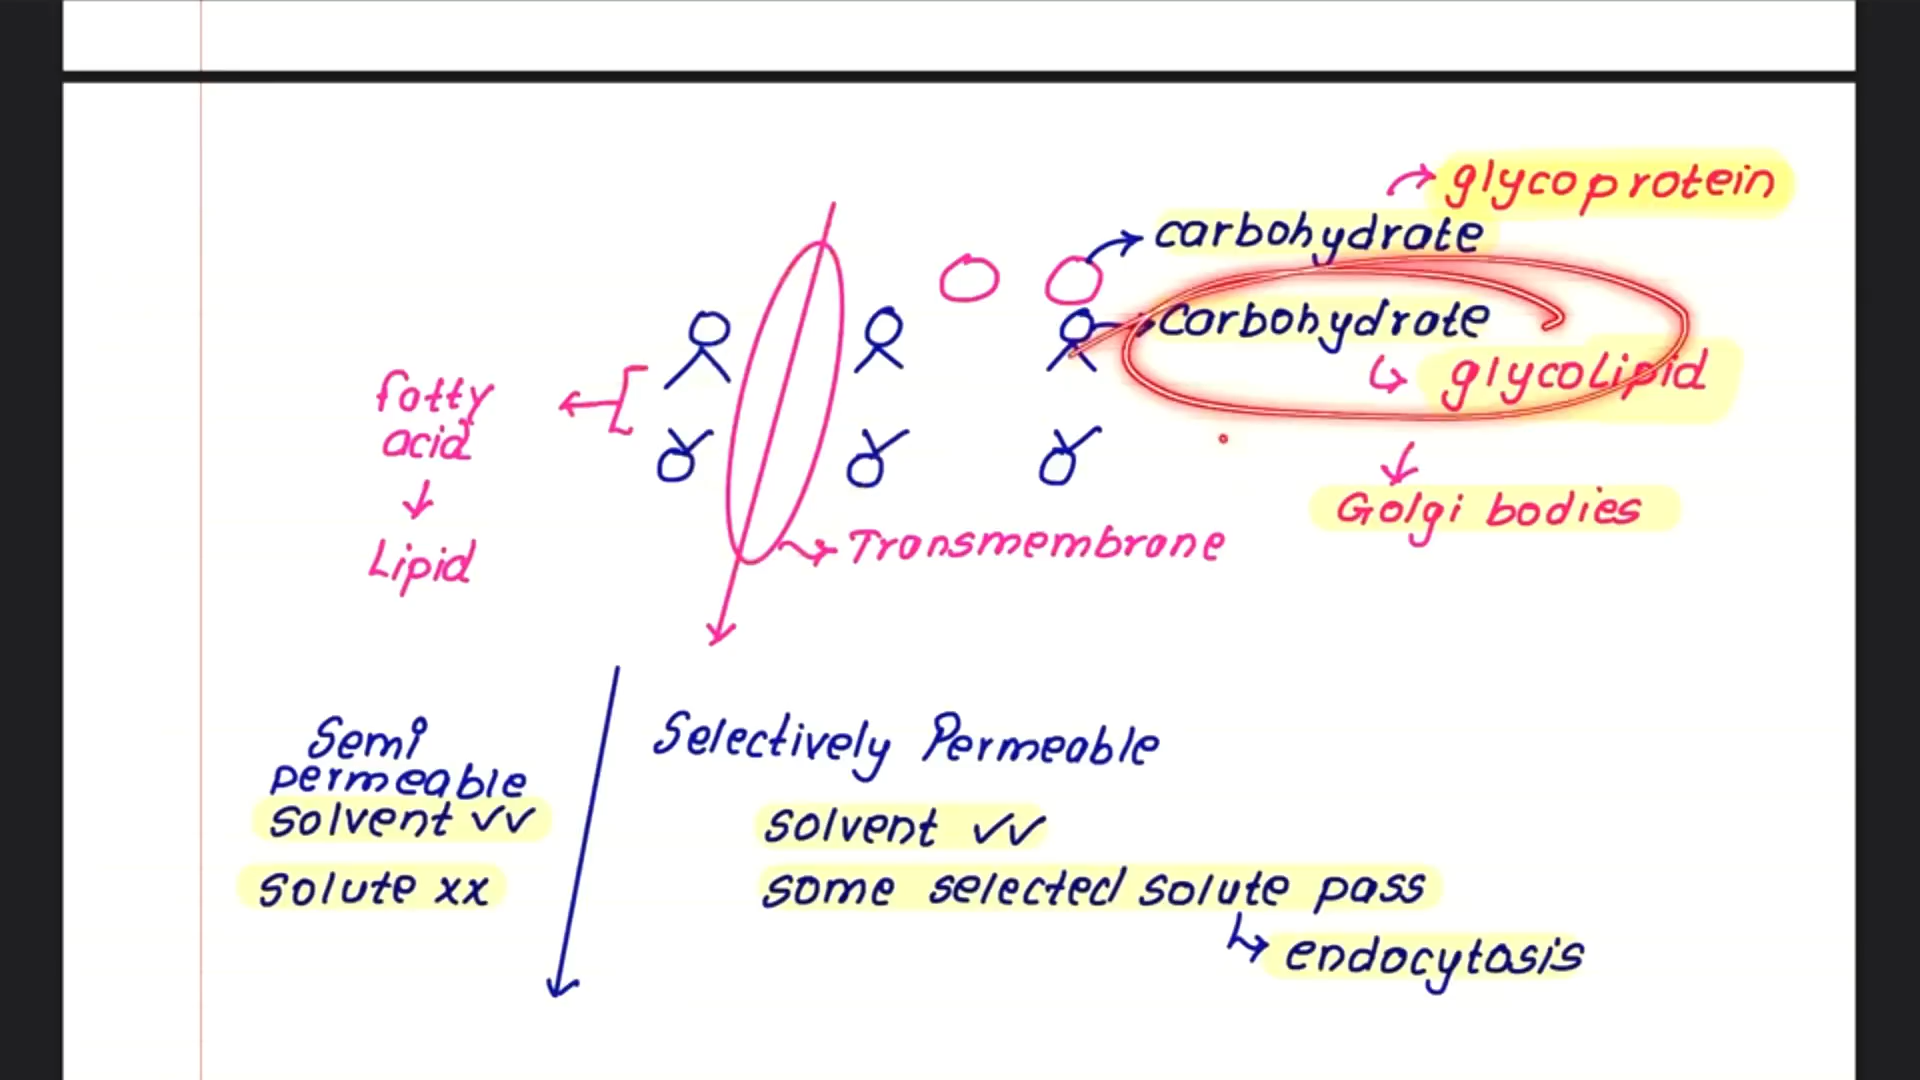 glycoprotein
carbohydrate
carbohydrate
glycoLipid
fatty
acid
Lipid
Golgi bodies
Transmembrane
Semi
permeable
solvent ✓✓
solute xx
Selectively Permeable
solvent ✓✓
some selected solute pass
endocytosis